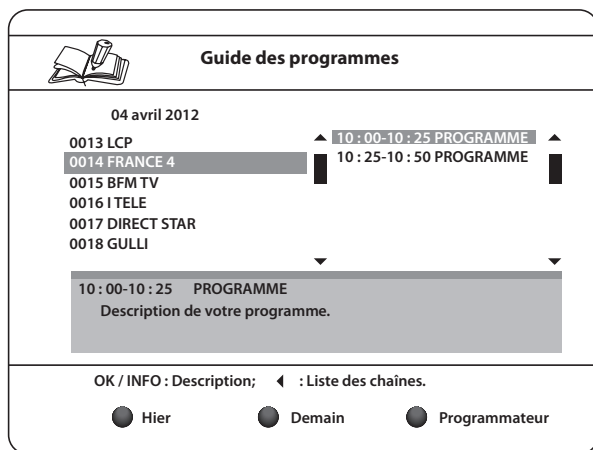 Guide des programmes
04 avril 2012
0013 LCP
0014 FRANCE 4
0015 BFM TV
0016 I TELE
0017 DIRECT STAR
0018 GULLI
10 : 00-10 : 25 PROGRAMME
10 : 25-10 : 50 PROGRAMME
10 : 00-10 : 25 PROGRAMME
Description de votre programme.
OK / INFO : Description; : Liste des chaînes.
Hier Demain Programmateur